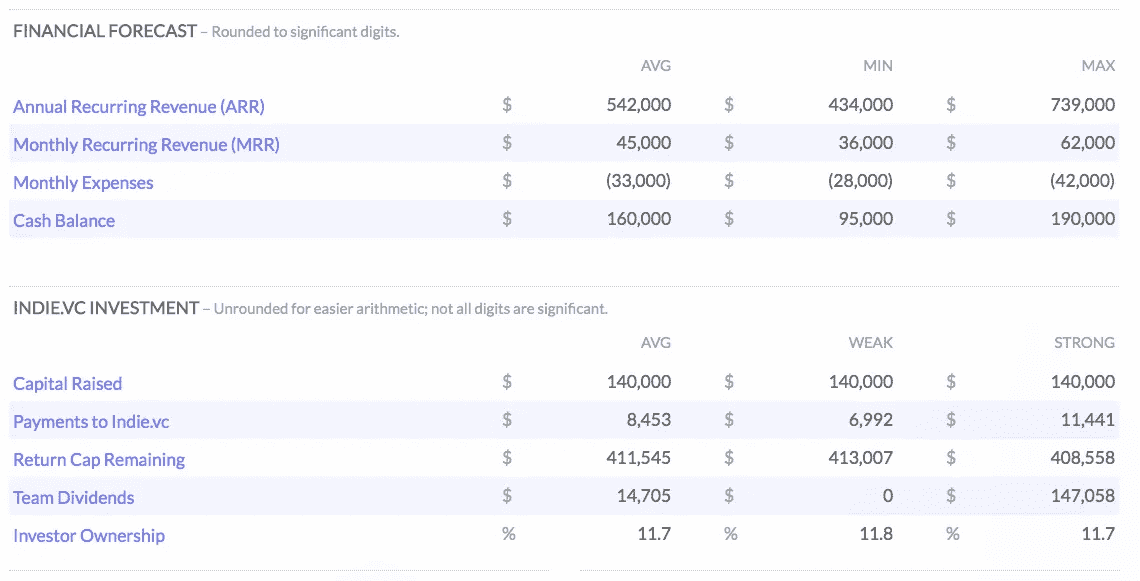 FINANCIAL FORECAST – Rounded to significant digits.
AVG MIN MAX
Annual Recurring Revenue (ARR) $ 542,000 $ 434,000 $ 739,000
Monthly Recurring Revenue (MRR) $ 45,000 $ 36,000 $ 62,000
Monthly Expenses $ (33,000) $ (28,000) $ (42,000)
Cash Balance $ 160,000 $ 95,000 $ 190,000
INDIE.VC INVESTMENT – Unrounded for easier arithmetic; not all digits are significant.
AVG WEAK STRONG
Capital Raised $ 140,000 $ 140,000 $ 140,000
Payments to Indie.vc $ 8,453 $ 6,992 $ 11,441
Return Cap Remaining $ 411,545 $ 413,007 $ 408,558
Team Dividends $ 14,705 $ 0 $ 147,058
Investor Ownership % 11.7 % 11.8 % 11.7